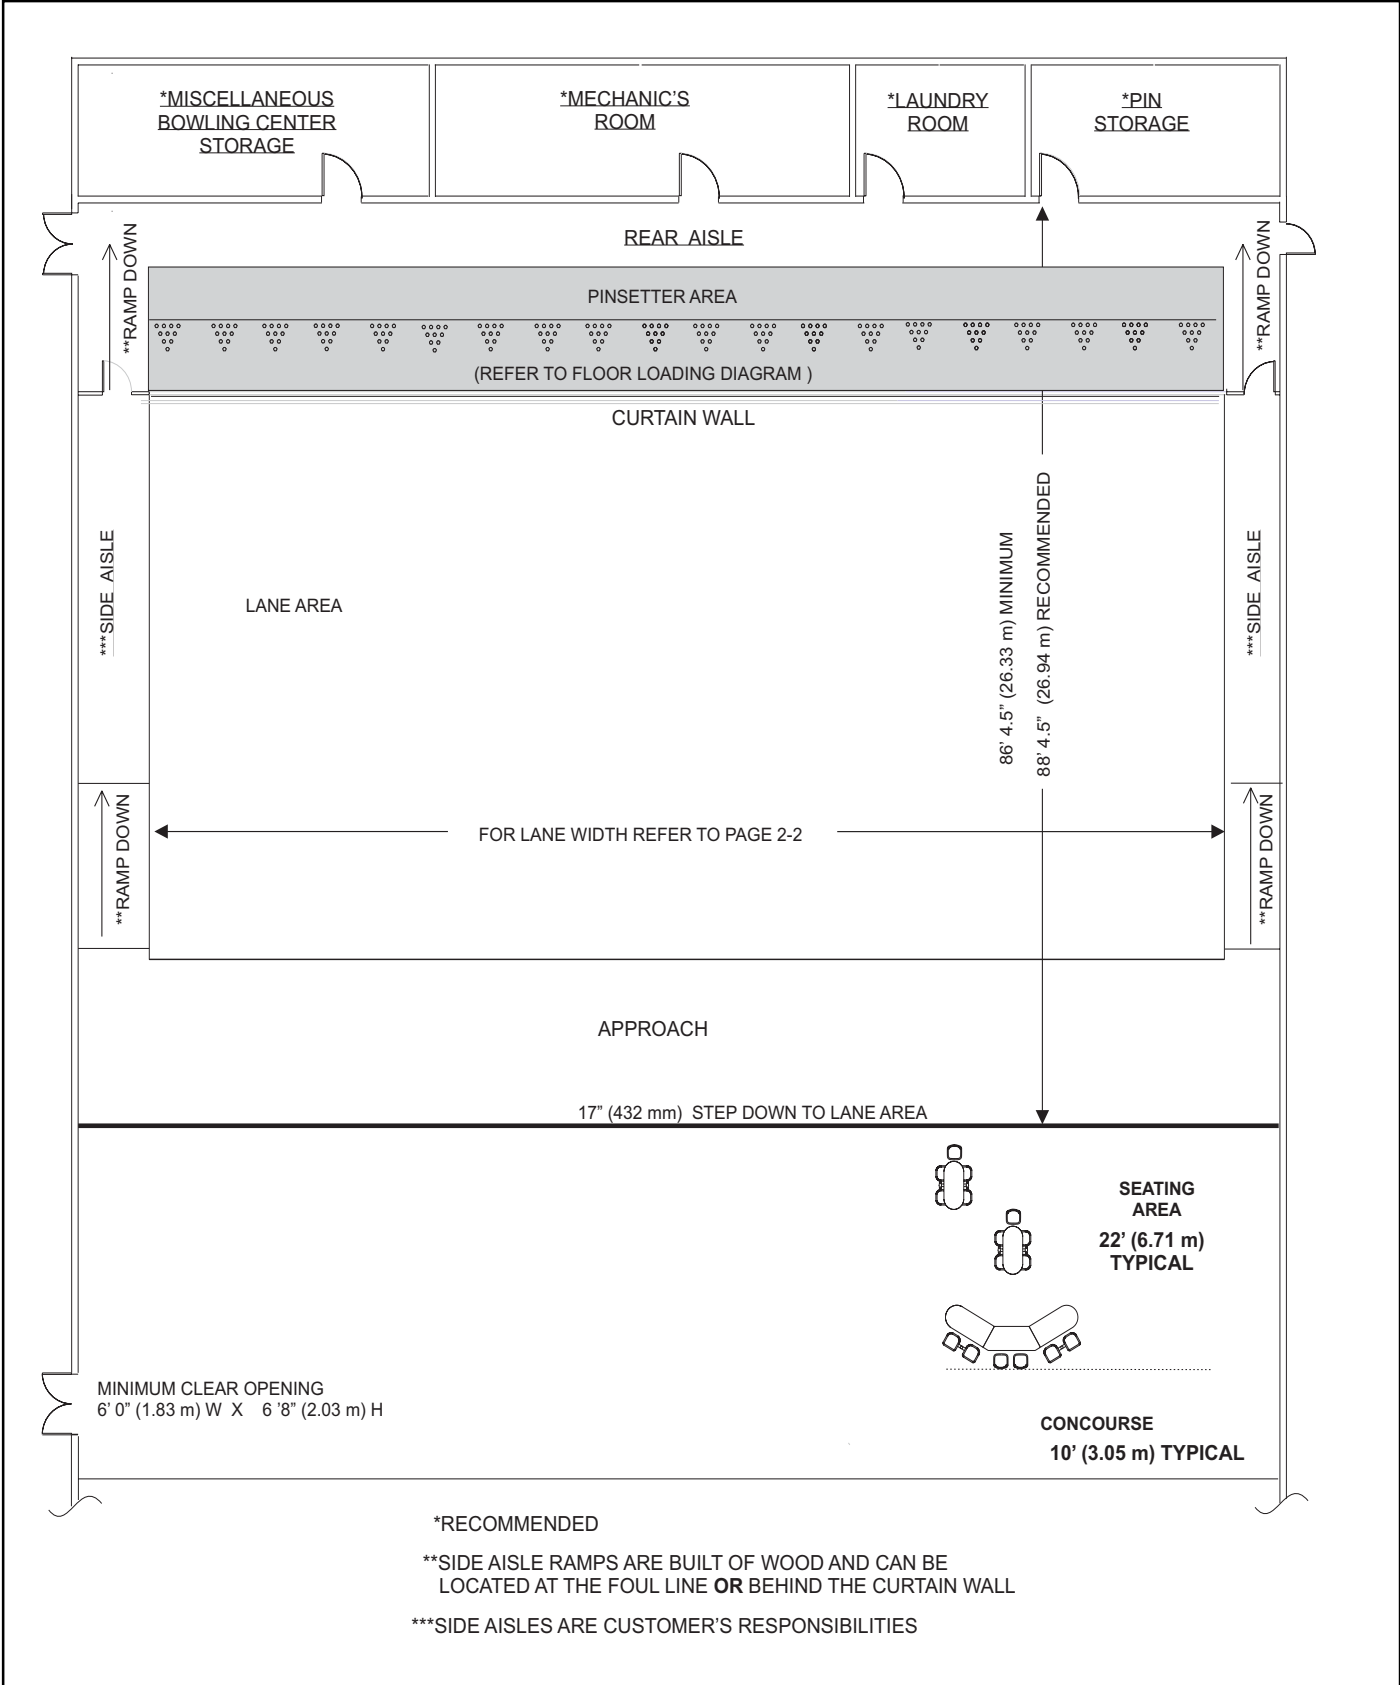 *MISCELLANEOUS
BOWLING CENTER
STORAGE
*MECHANIC'S
ROOM
*LAUNDRY
ROOM
*PIN
STORAGE
REAR AISLE
**RAMP DOWN
**RAMP DOWN
PINSETTER AREA
(REFER TO FLOOR LOADING DIAGRAM )
CURTAIN WALL
***SIDE AISLE
LANE AREA
86’ 4.5” (26.33 m) MINIMUM
88’ 4.5” (26.94 m) RECOMMENDED
***SIDE AISLE
**RAMP DOWN
FOR LANE WIDTH REFER TO PAGE 2-2
**RAMP DOWN
APPROACH
17” (432 mm) STEP DOWN TO LANE AREA
SEATING
AREA
22’ (6.71 m)
TYPICAL
MINIMUM CLEAR OPENING
6’ 0” (1.83 m) W X 6 ’8” (2.03 m) H
CONCOURSE
10’ (3.05 m) TYPICAL
*RECOMMENDED
**SIDE AISLE RAMPS ARE BUILT OF WOOD AND CAN BE
LOCATED AT THE FOUL LINE OR BEHIND THE CURTAIN WALL
***SIDE AISLES ARE CUSTOMER’S RESPONSIBILITIES